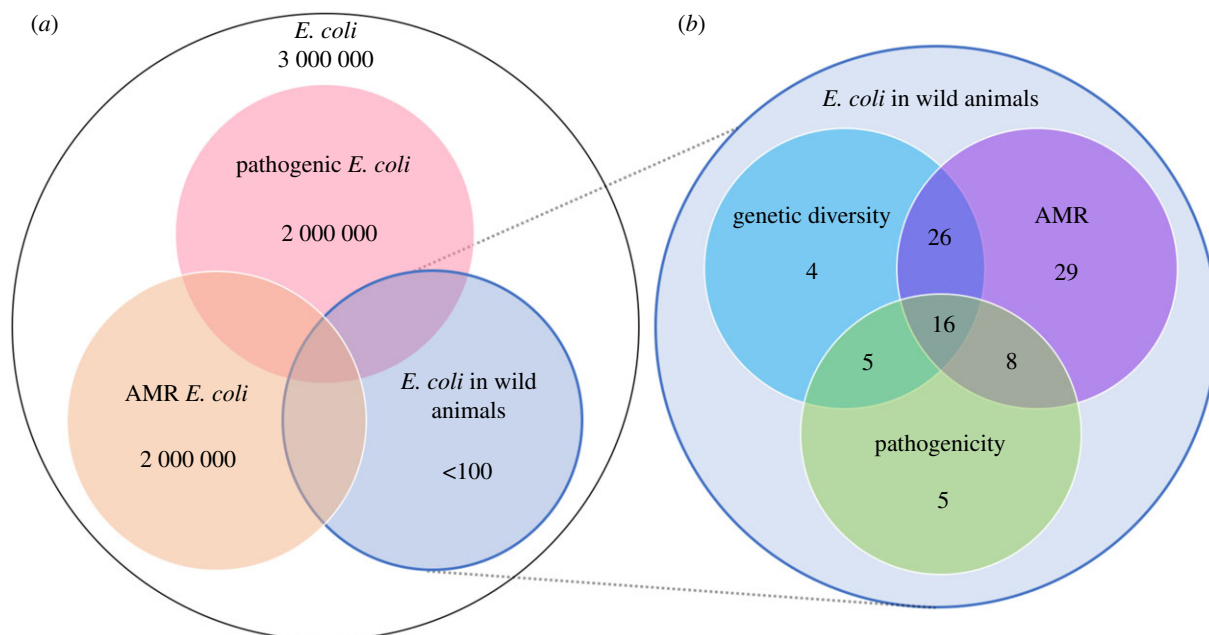 (a)
E. coli
3 000 000
pathogenic E. coli
2 000 000
AMR E. coli
2 000 000
E. coli in wild
animals
<100
(b)
E. coli in wild animals
genetic diversity
4
26
AMR
29
16
5
8
pathogenicity
5